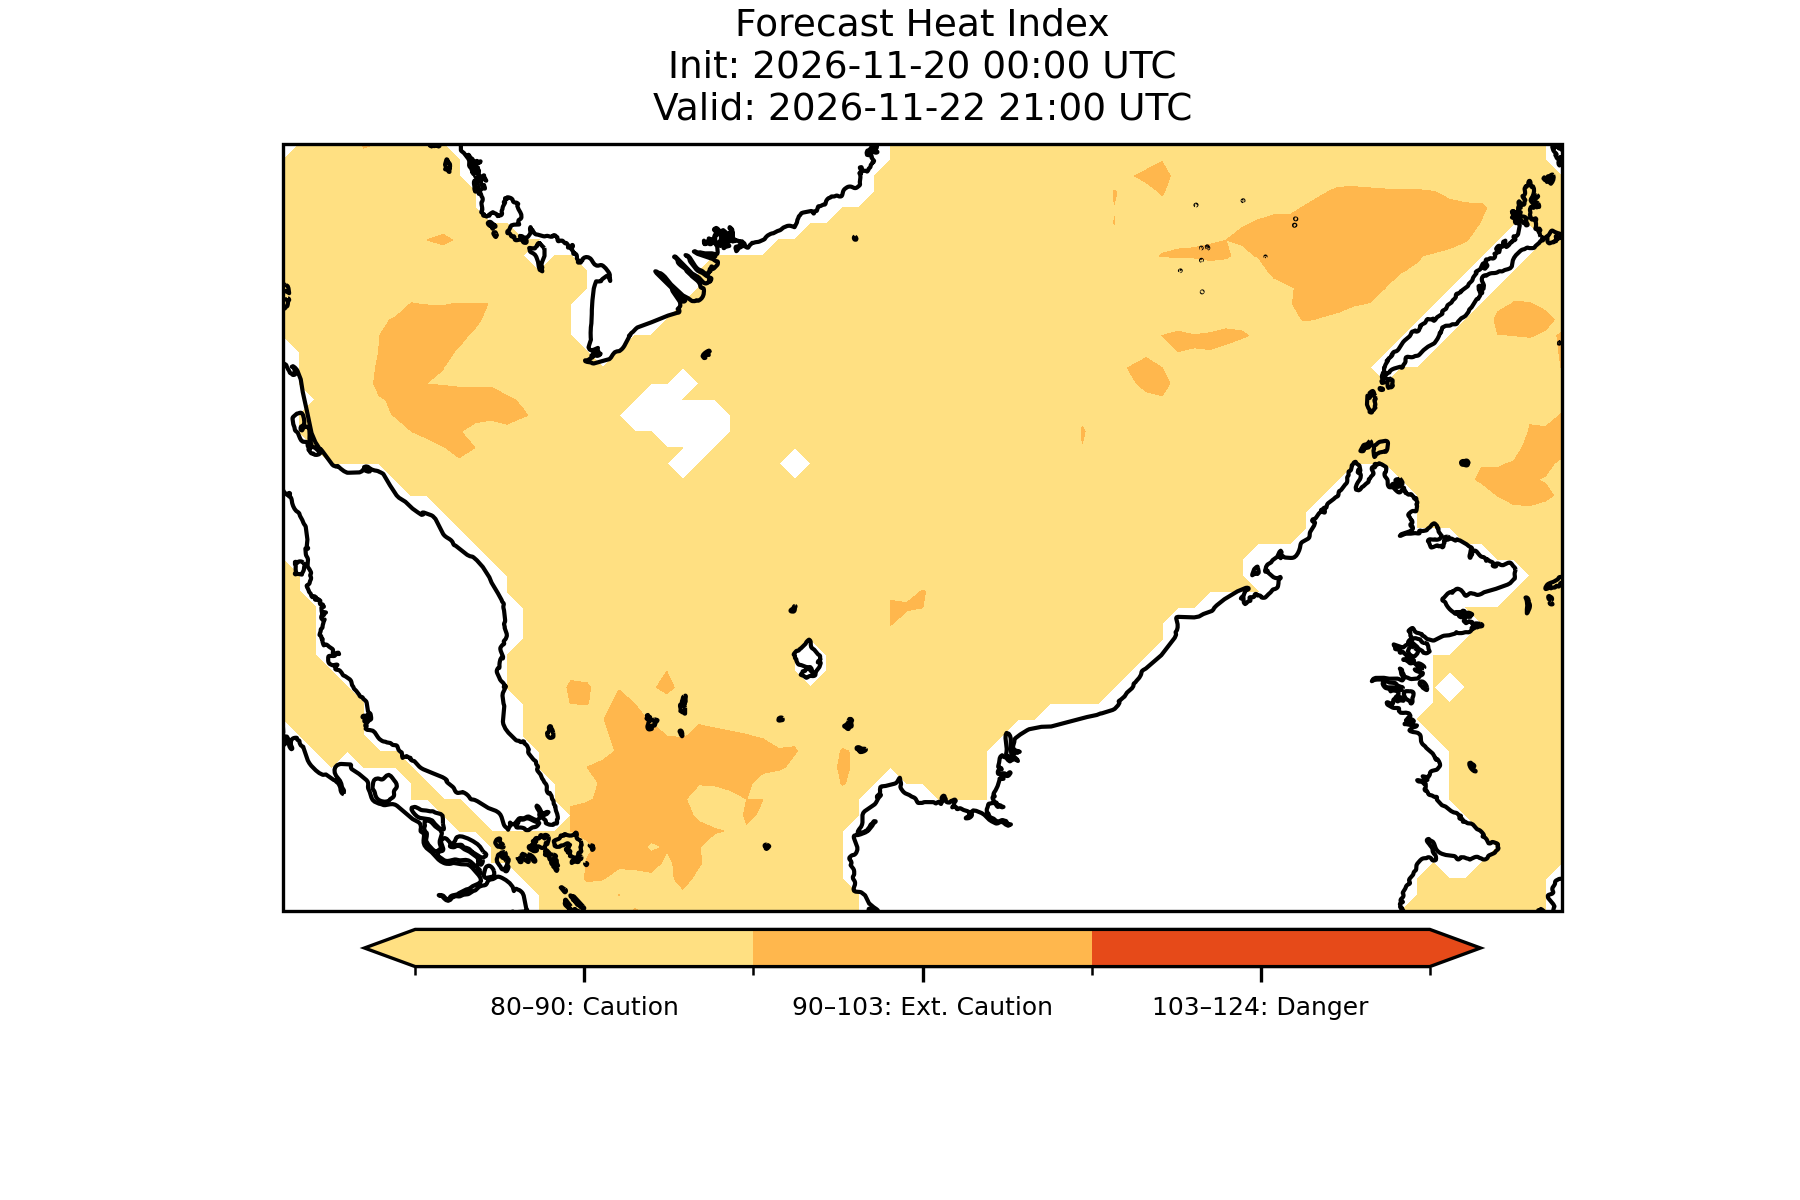 Forecast Heat Index
Init: 2026-11-20 00:00 UTC
Valid: 2026-11-22 21:00 UTC
80–90: Caution
90–103: Ext. Caution
103–124: Danger